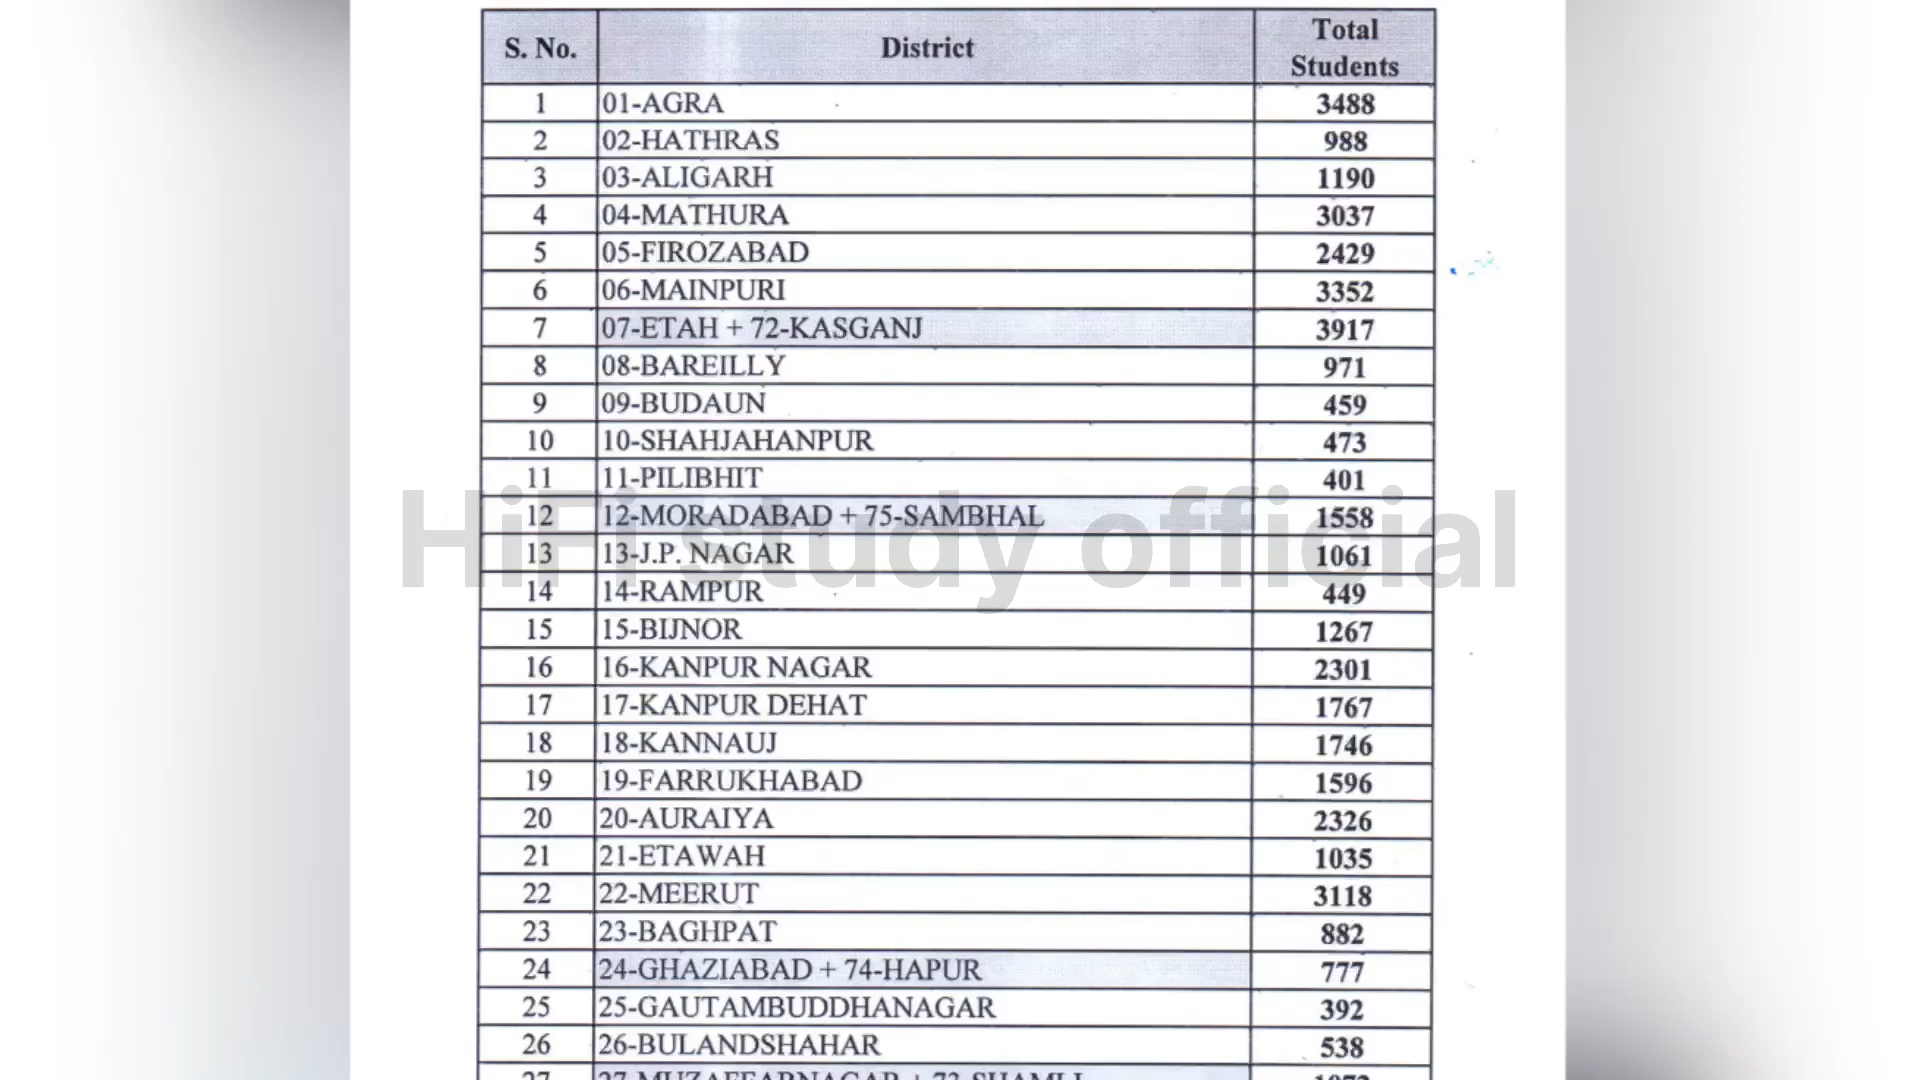 S. No. District Total Students
1 01-AGRA 3488
2 02-HATHRAS 988
3 03-ALIGARH 1190
4 04-MATHURA 3037
5 05-FIROZABAD 2429
6 06-MAINPURI 3352
7 07-ETAH + 72-KASGANJ 3917
8 08-BAREILLY 971
9 09-BUDAUN 459
10 10-SHAHJAHANPUR 473
11 11-PILIBHIT 401
12 12-MORADABAD + 75-SAMBHAL 1558
HiFi study official
13 13-J.P. NAGAR 1061
14 14-RAMPUR 449
15 15-BIJNOR 1267
16 16-KANPUR NAGAR 2301
17 17-KANPUR DEHAT 1767
18 18-KANNAUJ 1746
19 19-FARRUKHABAD 1596
20 20-AURAIYA 2326
21 21-ETAWAH 1035
22 22-MEERUT 3118
23 23-BAGHPAT 882
24 24-GHAZIABAD + 74-HAPUR 777
25 25-GAUTAMBUDDHANAGAR 392
26 26-BULANDSHAHAR 538
27 27-MUZAFFARNAGAR + 73-SHAMLI